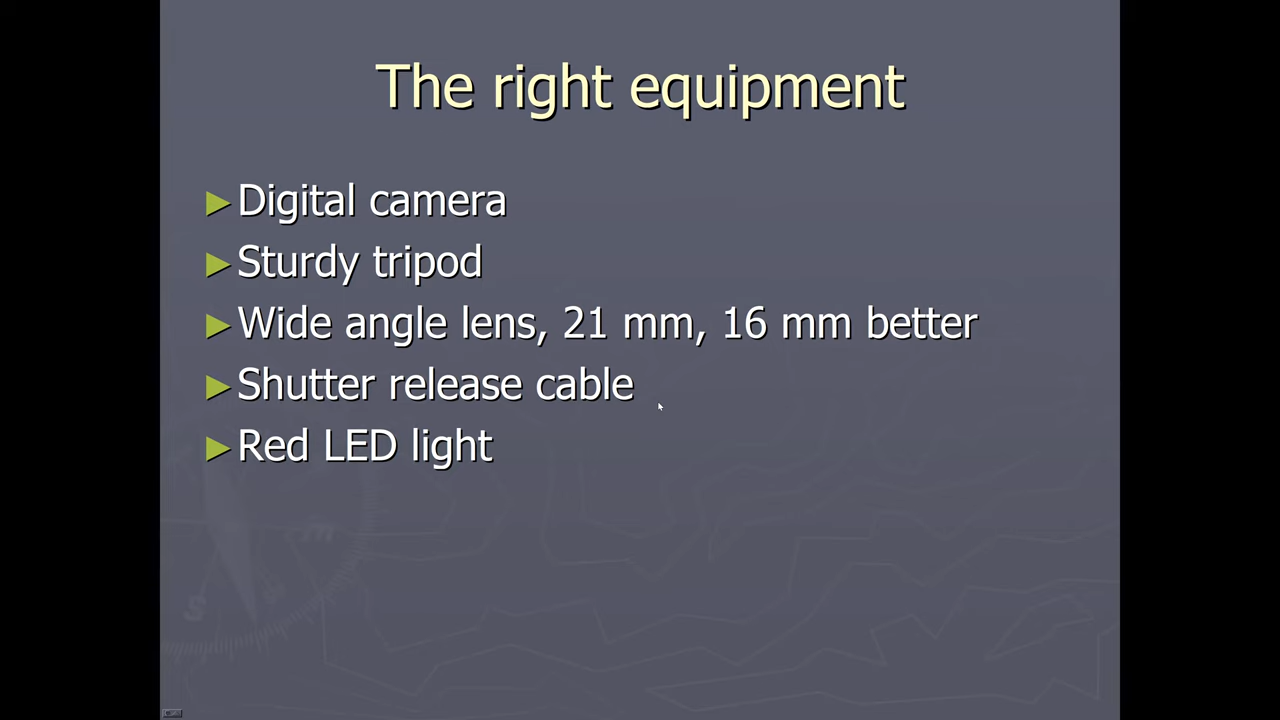 The right equipment
►Digital camera
►Sturdy tripod
►Wide angle lens, 21 mm, 16 mm better
►Shutter release cable
►Red LED light